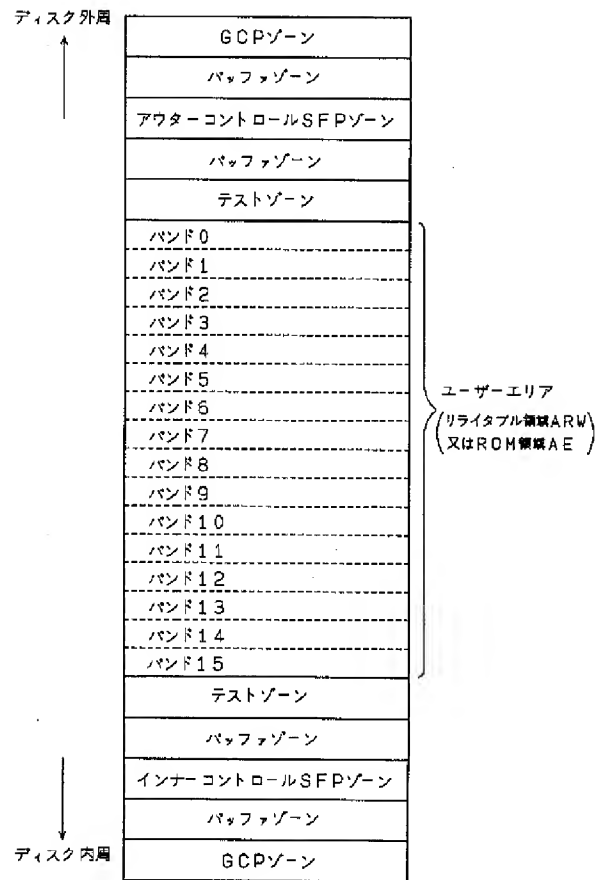 ディスク外周
GCPゾーン
バッファゾーン
アウターコントロールSFPゾーン
バッファゾーン
テストゾーン
バンド0
バンド1
バンド2
バンド3
バンド4
バンド5
バンド6
バンド7
バンド8
バンド9
バンド10
バンド11
バンド12
バンド13
バンド14
バンド15
ユーザーエリア
(リライタブル領域ARW
又はROM領域AE)
テストゾーン
バッファゾーン
インナーコントロールSFPゾーン
バッファゾーン
ディスク内周
GCPゾーン